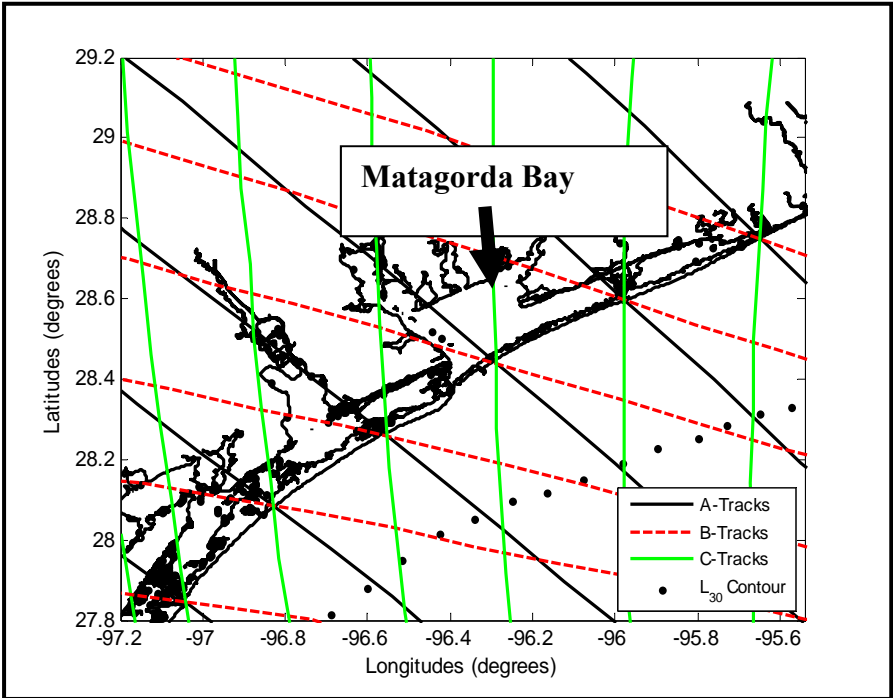 29.2
29
28.8
28.6
28.4
28.2
28
27.8
Latitudes (degrees)
Matagorda Bay
A-Tracks
B-Tracks
C-Tracks
L30 Contour
-97.2 -97 -96.8 -96.6 -96.4 -96.2 -96 -95.8 -95.6
Longitudes (degrees)